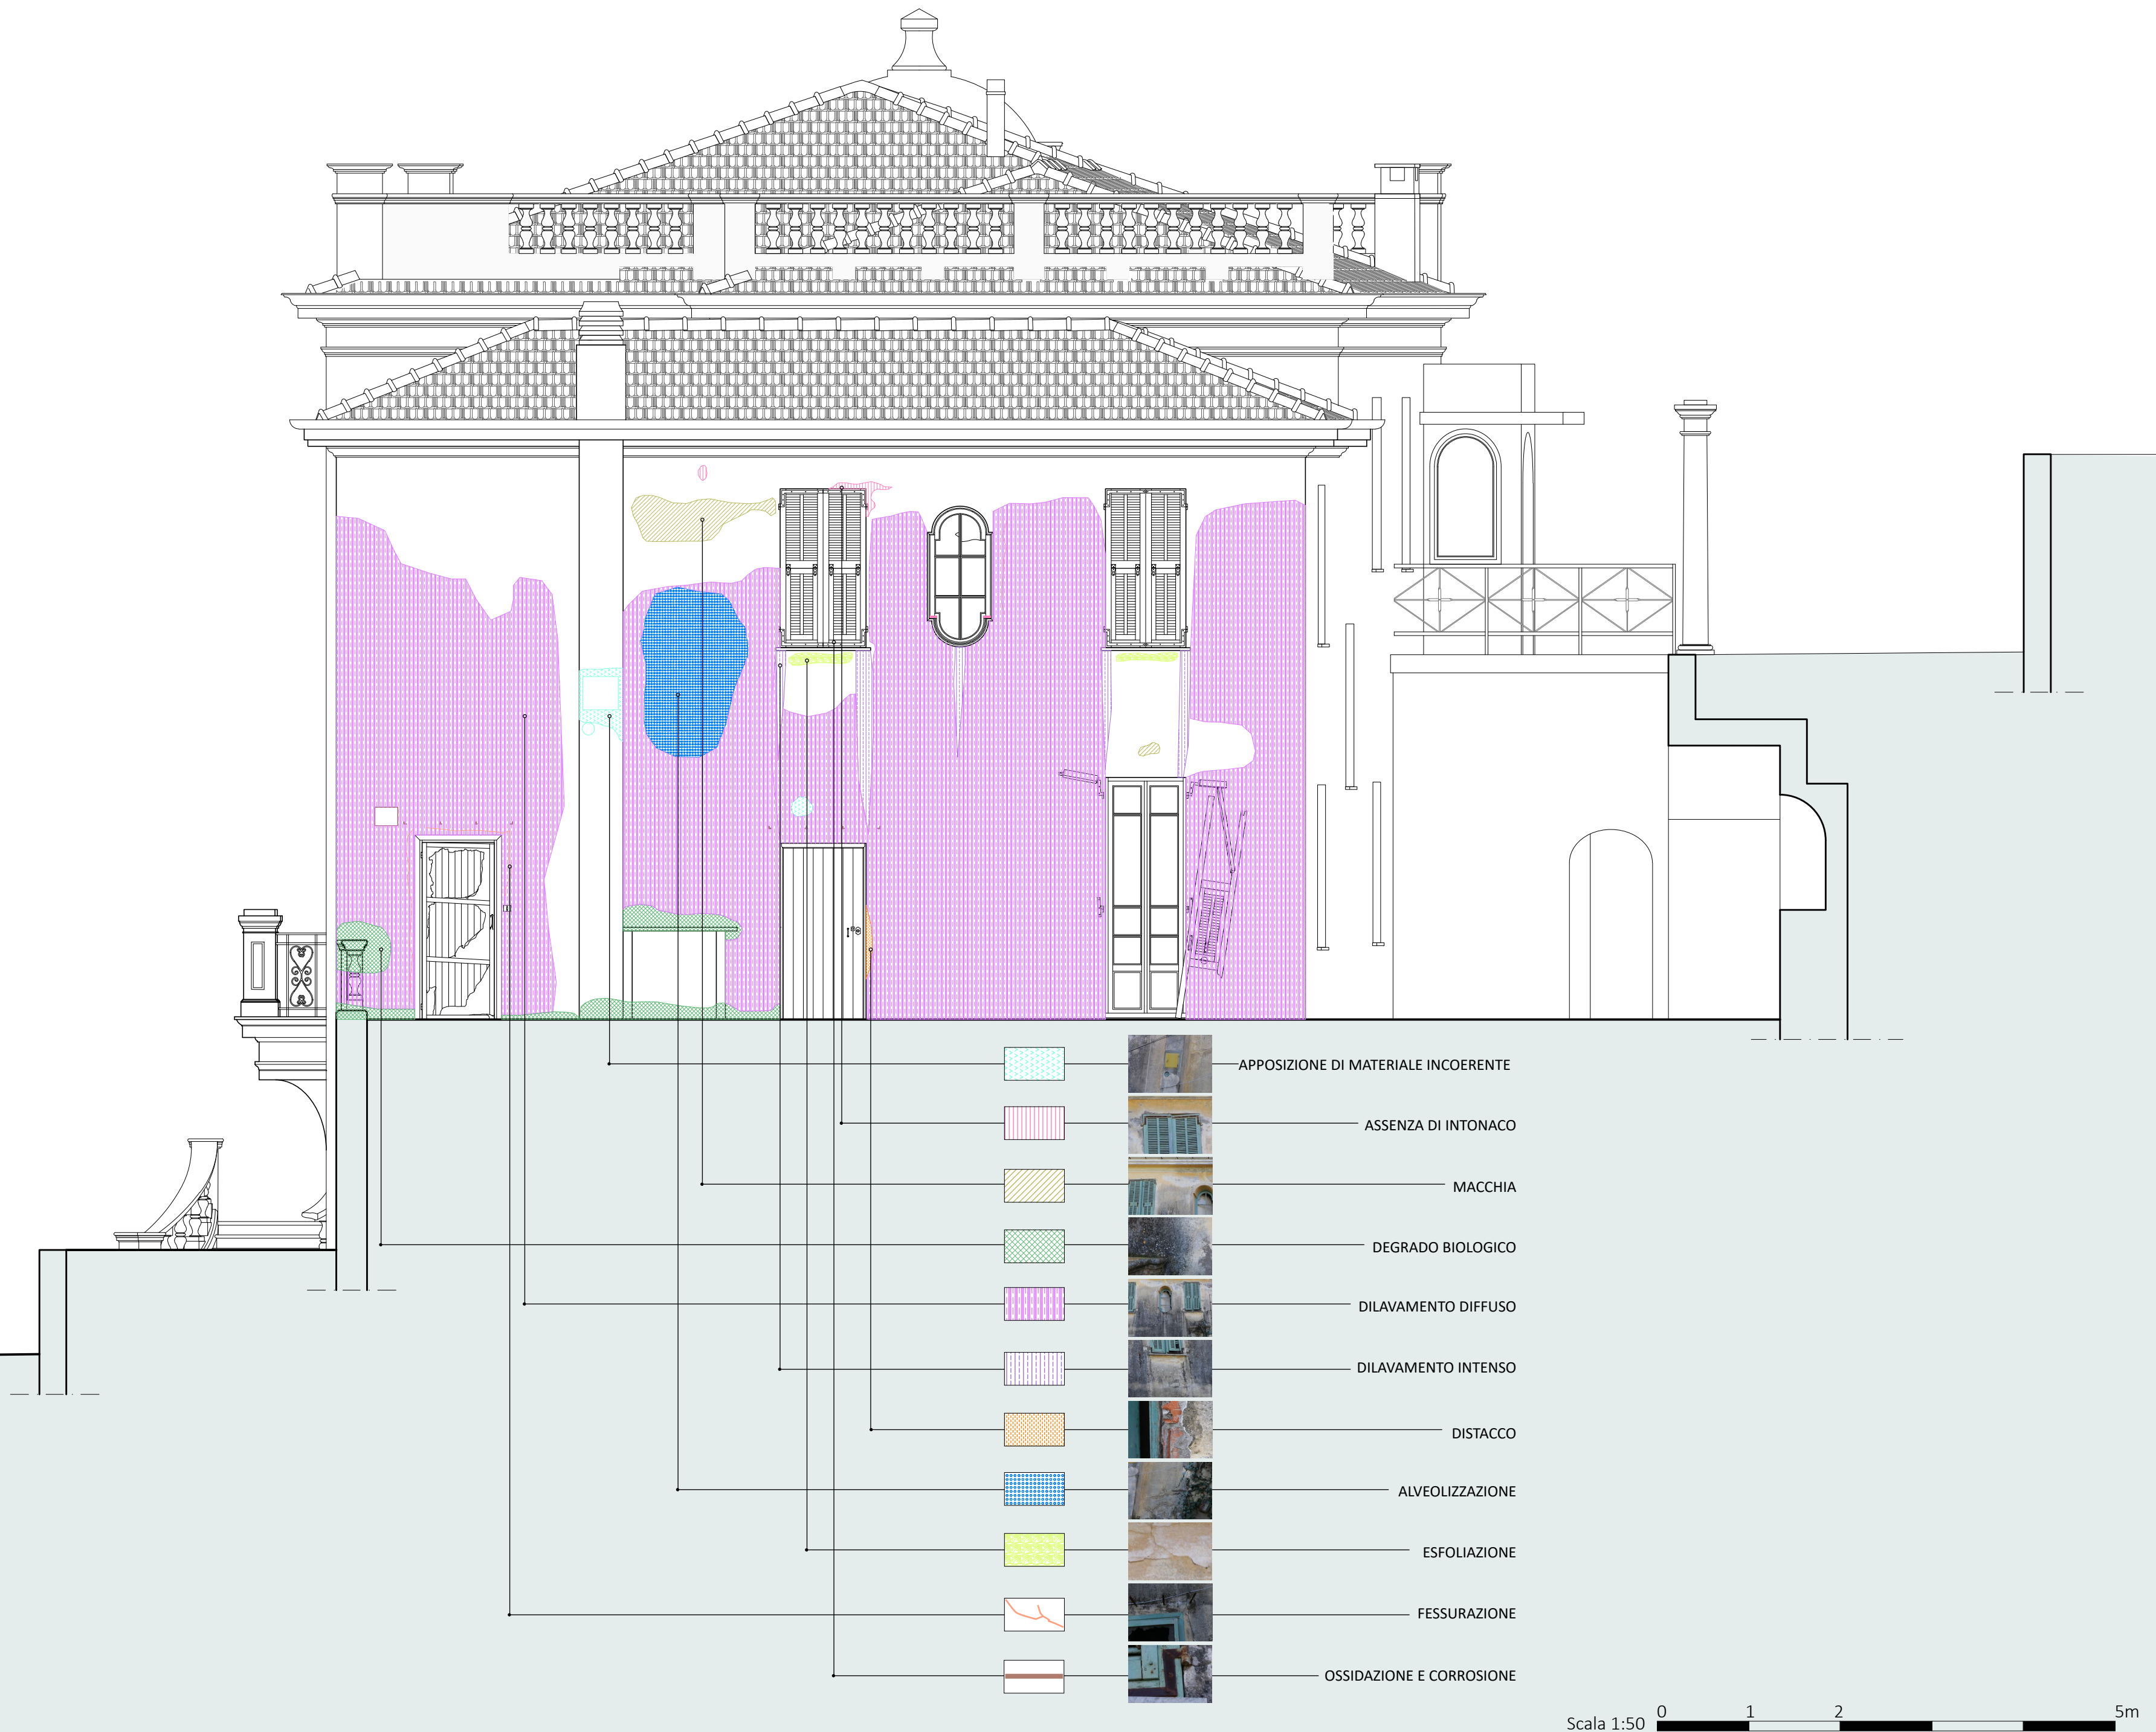 APPOSIZIONE DI MATERIALE INCOERENTE
ASSENZA DI INTONACO
MACCHIA
DEGRADO BIOLOGICO
DILAVAMENTO DIFFUSO
DILAVAMENTO INTENSO
DISTACCO
ALVEOLIZZAZIONE
ESFOLIAZIONE
FESSURAZIONE
OSSIDAZIONE E CORROSIONE
Scala 1:50 0 1 2 5m